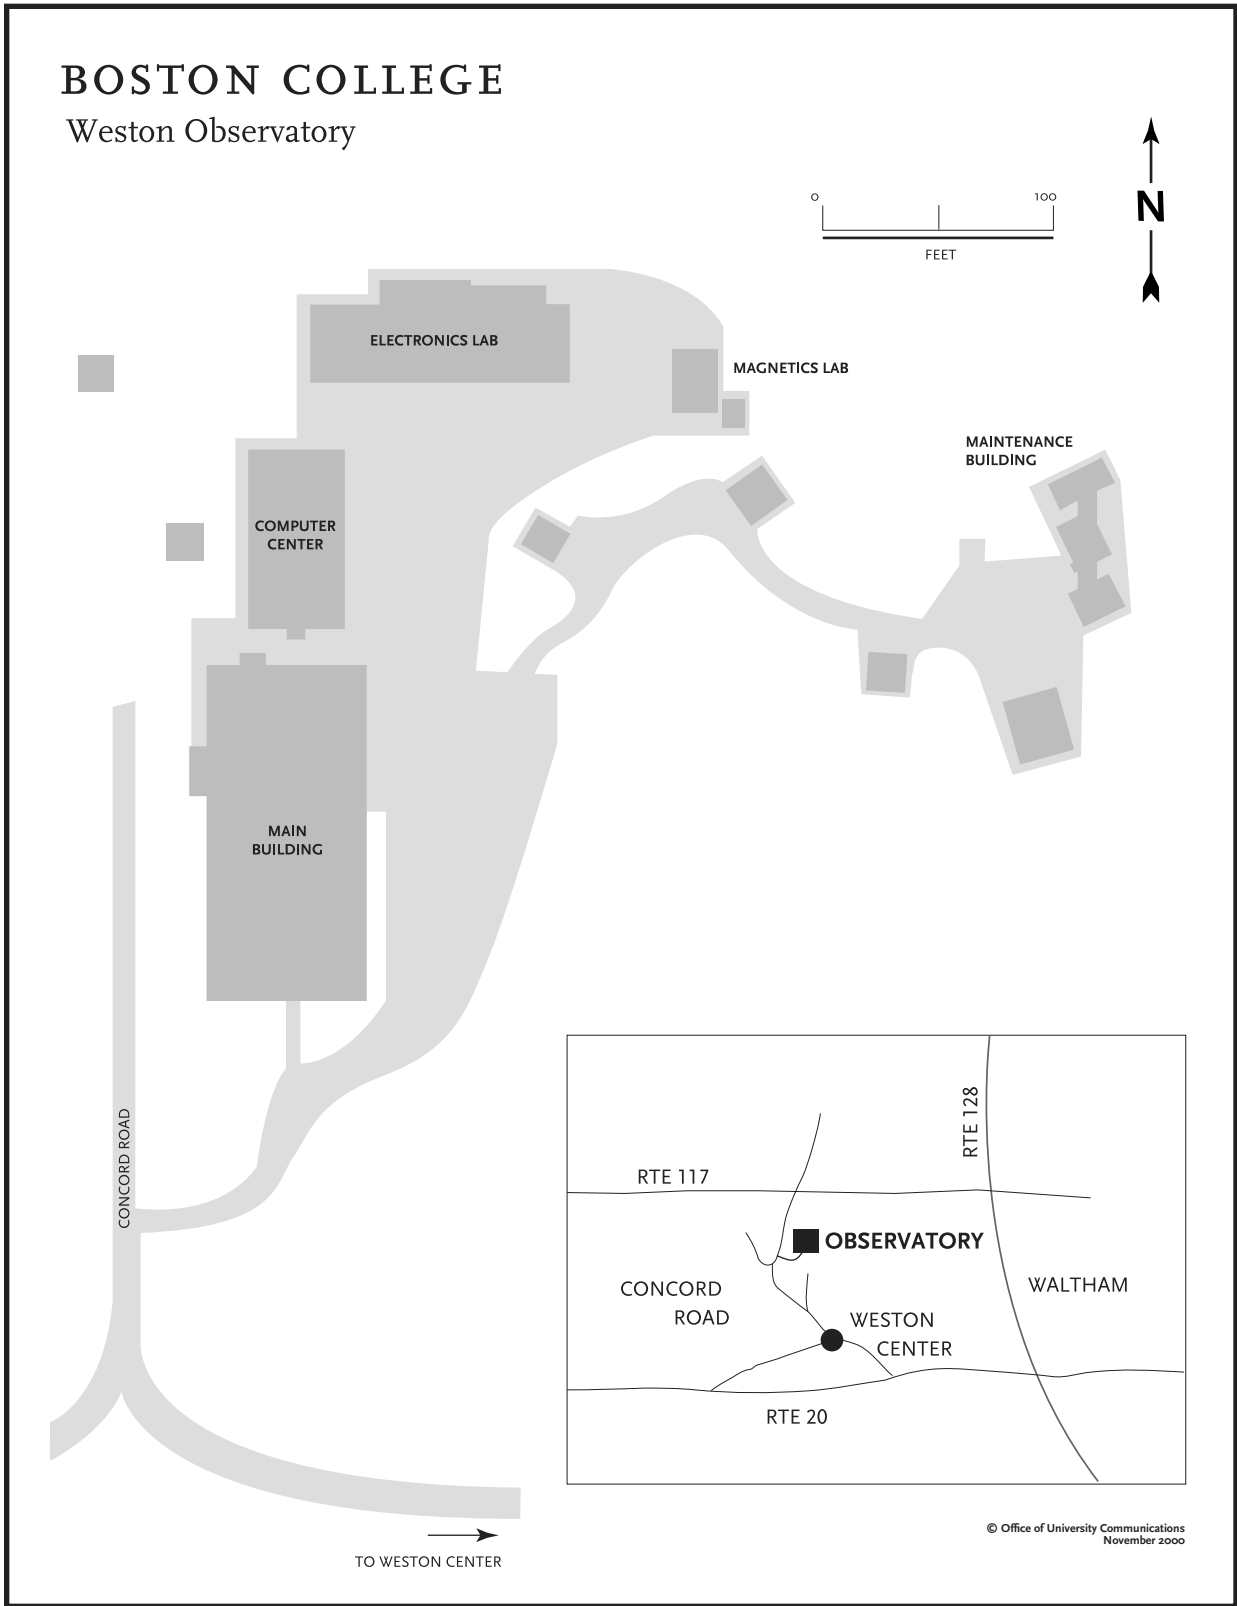 BOSTON COLLEGE
Weston Observatory
0 100
FEET
N
ELECTRONICS LAB
MAGNETICS LAB
MAINTENANCE
BUILDING
COMPUTER
CENTER
MAIN
BUILDING
CONCORD ROAD
RTE 128
RTE 117
OBSERVATORY
CONCORD
ROAD
WALTHAM
WESTON
CENTER
RTE 20
TO WESTON CENTER
© Office of University Communications
November 2000